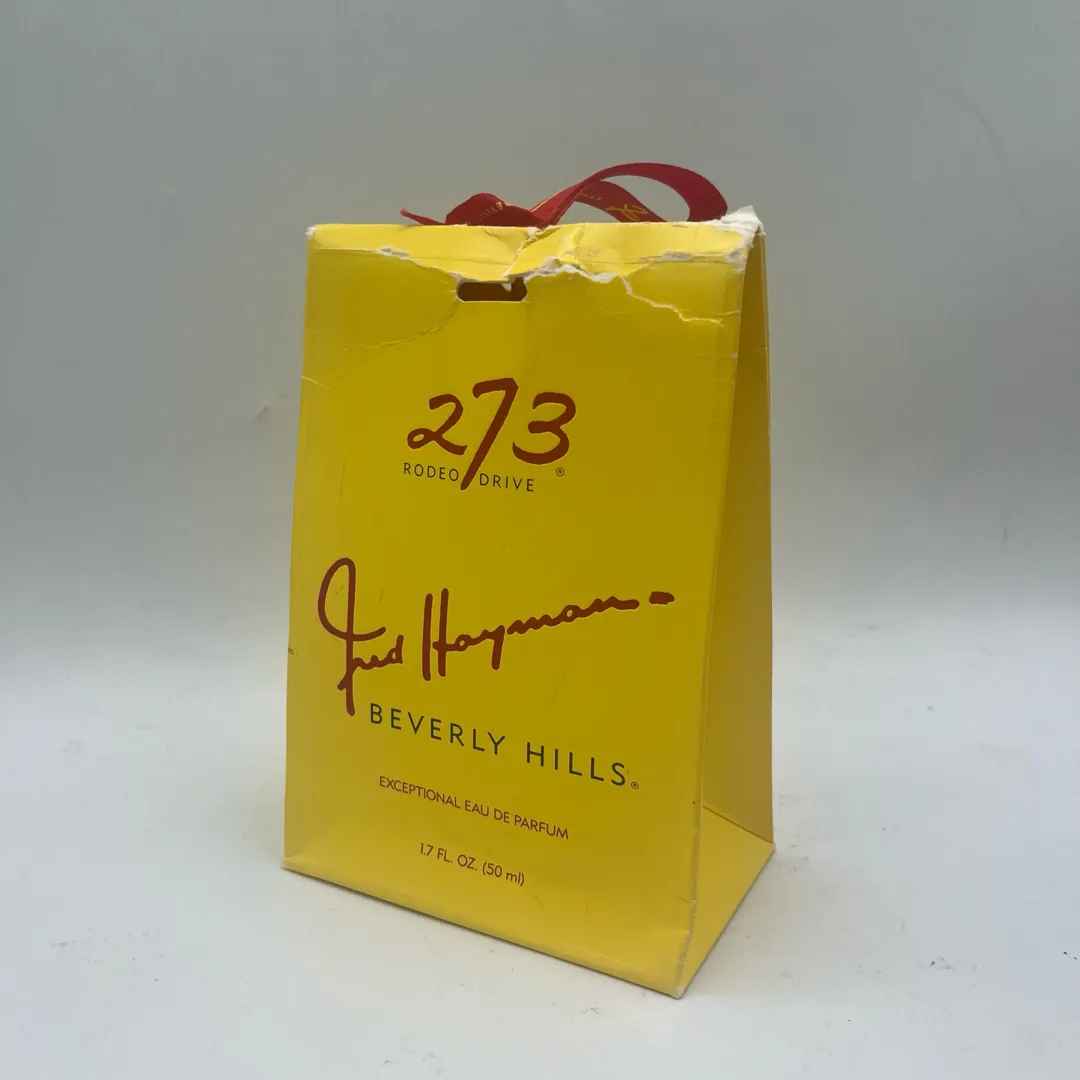 273
RODEO DRIVE ®
Fred Hayman
BEVERLY HILLS®
EXCEPTIONAL EAU DE PARFUM
1.7 FL. OZ. (50 ml)